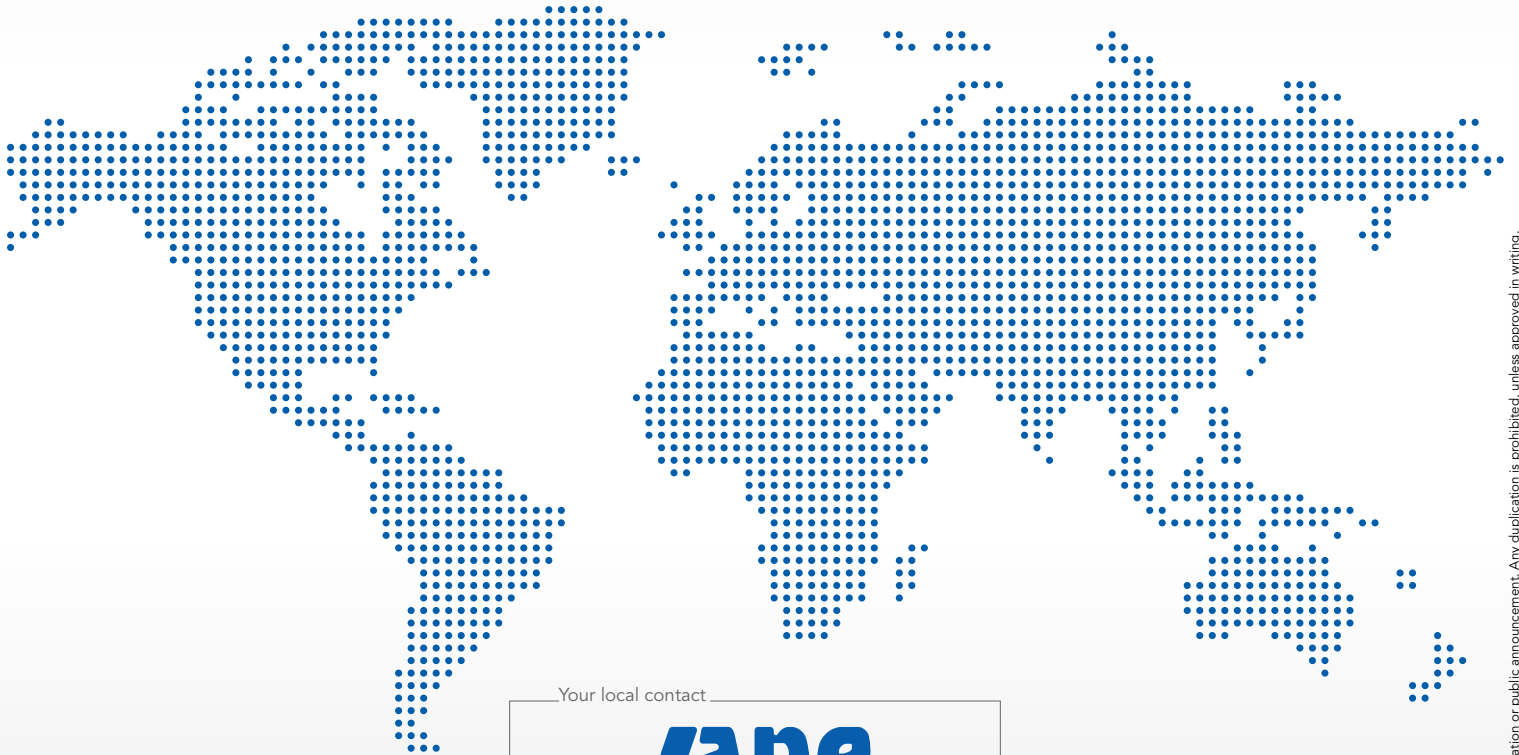 Your local contact
ation or public announcement. Any duplication is prohibited, unless approved in writing.